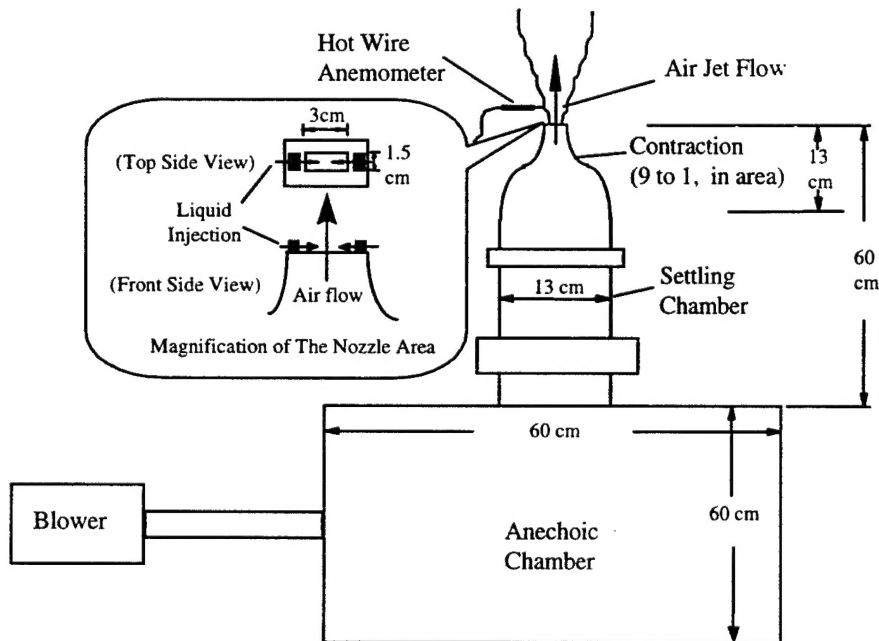 Hot Wire
Anemometer
Air Jet Flow
3cm
(Top Side View)
1.5
cm
Contraction
(9 to 1, in area)
13
cm
Liquid
Injection
60
cm
(Front Side View)
Air flow
13 cm
Settling
Chamber
Magnification of The Nozzle Area
60 cm
60 cm
Blower
Anechoic
Chamber